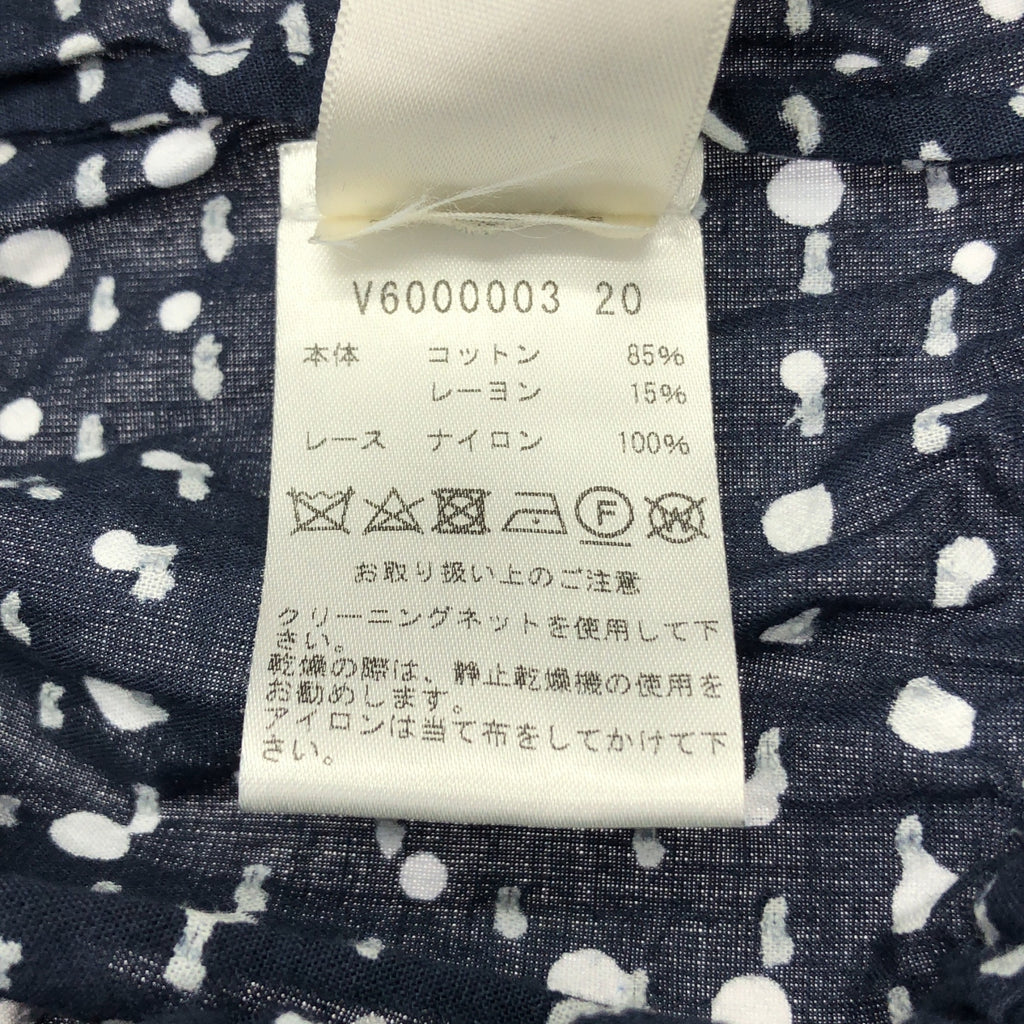 V6000003 20
本体 コットン 85%
レーヨン 15%
レース ナイロン 100%
F W
お取り扱い上のご注意
クリーニングネットを使用して下
さい。
乾燥の際は、静止乾燥機の使用を
お勧めします。
アイロンは当て布をしてかけて下
さい。